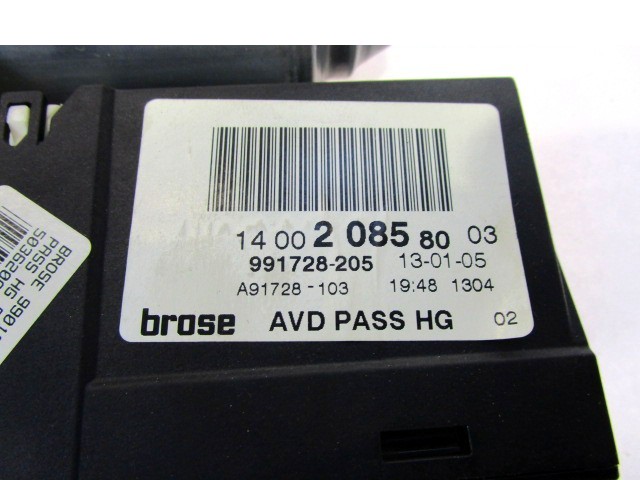 14 00 2 085 80 03
991728-205 13-01-05
A91728-103 19:48 1304
brose AVD PASS HG 02
BROSE 9901
PASS HG